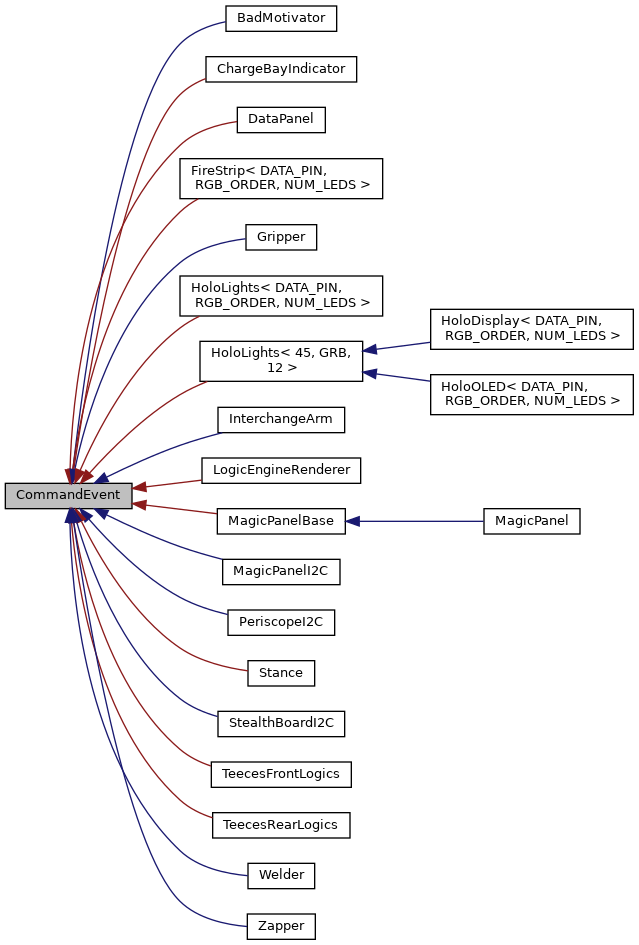 BadMotivator
ChargeBayIndicator
DataPanel
FireStrip< DATA_PIN,
RGB_ORDER, NUM_LEDS >
Gripper
HoloLights< DATA_PIN,
RGB_ORDER, NUM_LEDS >
HoloDisplay< DATA_PIN,
RGB_ORDER, NUM_LEDS >
HoloLights< 45, GRB,
12 >
HoloOLED< DATA_PIN,
RGB_ORDER, NUM_LEDS >
InterchangeArm
LogicEngineRenderer
CommandEvent
MagicPanelBase
MagicPanel
MagicPanelI2C
PeriscopeI2C
Stance
StealthBoardI2C
TeecesFrontLogics
TeecesRearLogics
Welder
Zapper